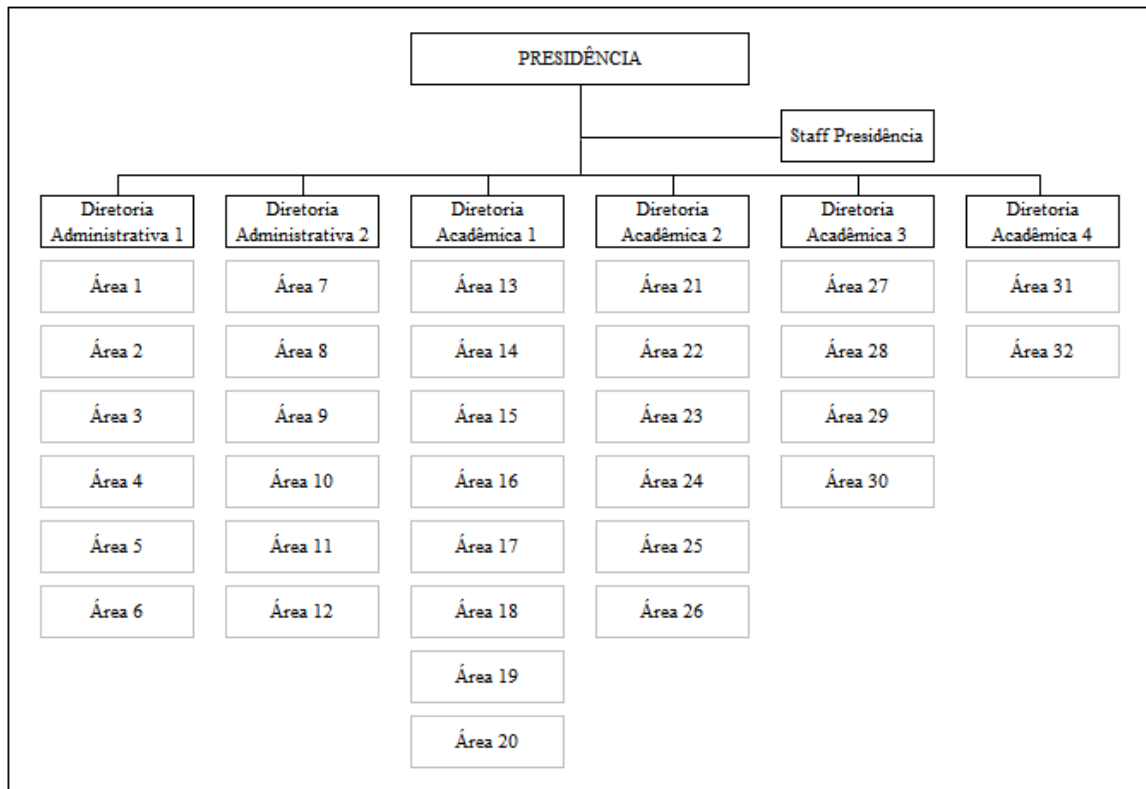 PRESIDÊNCIA
Staff Presidência
Diretoria
Administrativa 1
Diretoria
Administrativa 2
Diretoria
Acadêmica 1
Diretoria
Acadêmica 2
Diretoria
Acadêmica 3
Diretoria
Acadêmica 4
Área 1
Área 2
Área 3
Área 4
Área 5
Área 6
Área 7
Área 8
Área 9
Área 10
Área 11
Área 12
Área 13
Área 14
Área 15
Área 16
Área 17
Área 18
Área 19
Área 20
Área 21
Área 22
Área 23
Área 24
Área 25
Área 26
Área 27
Área 28
Área 29
Área 30
Área 31
Área 32